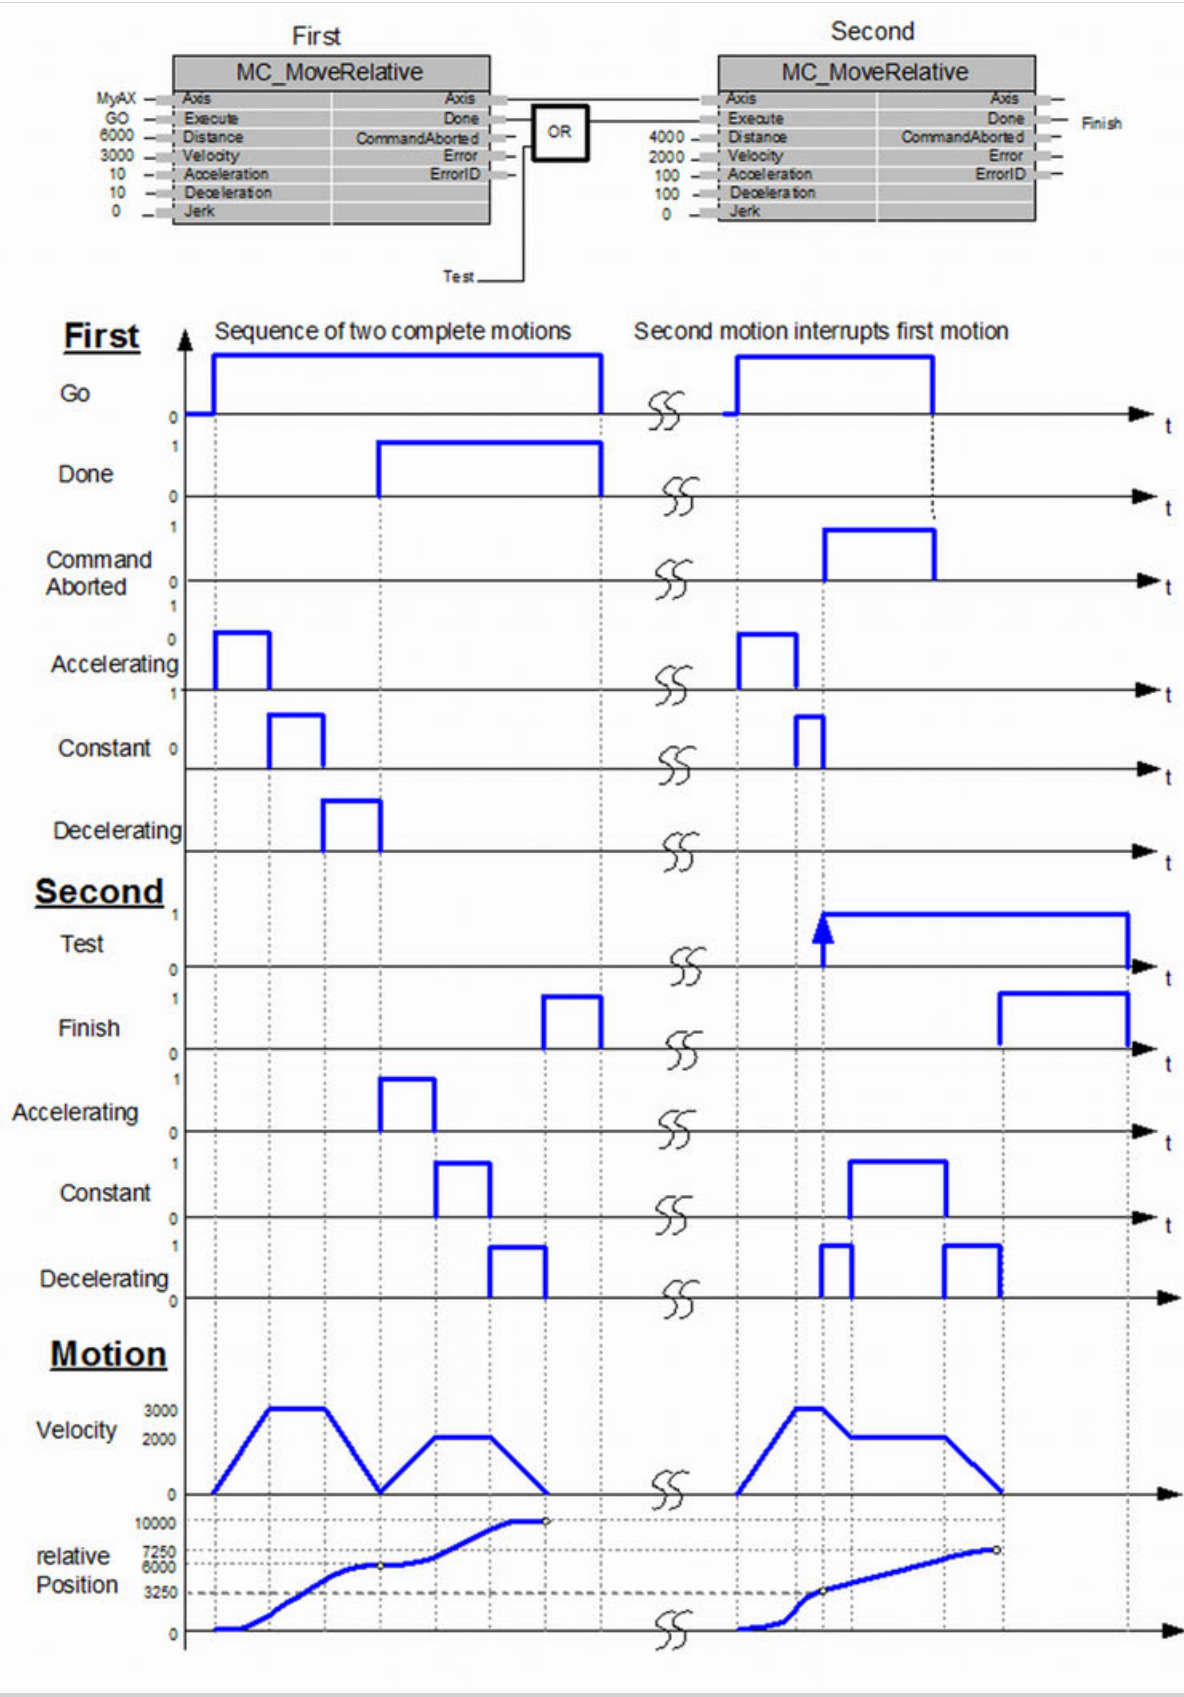 First
Second
MC_MoveRelative
MC_MoveRelative
MyAX Axis Axis
Axis Axis
GO Execute Done
Execute Done Finish
6000 Distance CommandAborted
4000 Distance CommandAborted
3000 Velocity Error
2000 Velocity Error
10 Acceleration ErrorID
100 Acceleration ErrorID
10 Deceleration
100 Deceleration
0 Jerk
0 Jerk
OR
Test
First
Sequence of two complete motions
Second motion interrupts first motion
Go
0
t
1
Done
0
t
1
Command
Aborted
0
t
1
0
Accelerating
1
t
Constant 0
t
Decelerating
t
Second
1
Test
0
t
1
Finish
0
t
1
Accelerating
0
t
1
Constant
0
t
1
Decelerating
0
Motion
3000
Velocity
2000
0
10000
7250
relative
6000
Position
3250
0